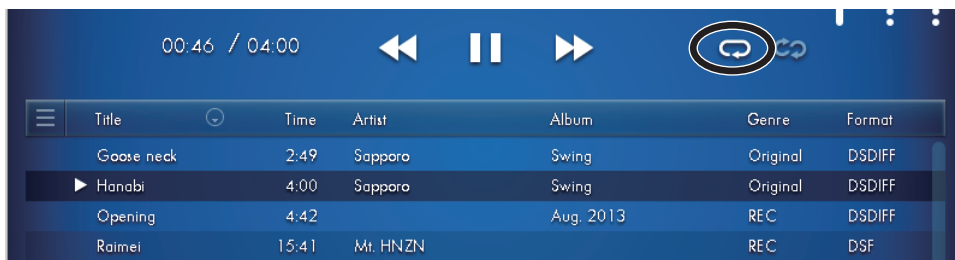 00:46 / 04:00
Title Time Artist Album Genre Format
Goose neck 2:49 Sapporo Swing Original DSDIFF
Hanabi 4:00 Sapporo Swing Original DSDIFF
Opening 4:42 Aug. 2013 REC DSDIFF
Raimei 15:41 Mt. HNZN REC DSF